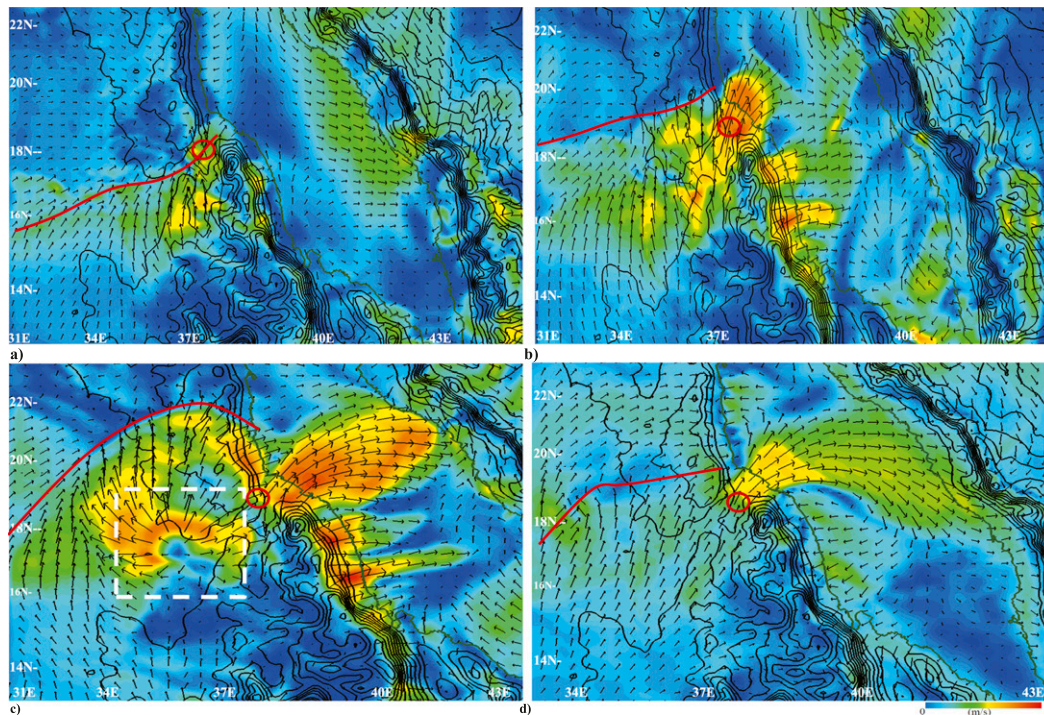 22N-
20N-
18N--
16N-
14N-
31E 34E 37E 40E 43E
a)
22N-
20N-
18N--
16N-
14N-
31E 34E 37E 40E 43E
b)
22N-
20N-
18N--
16N-
14N-
31E 34E 37E 40E 43E
c)
22N-
20N-
18N-
16N-
14N-
34E 37E 40E 43E
d)
0 (m/s)